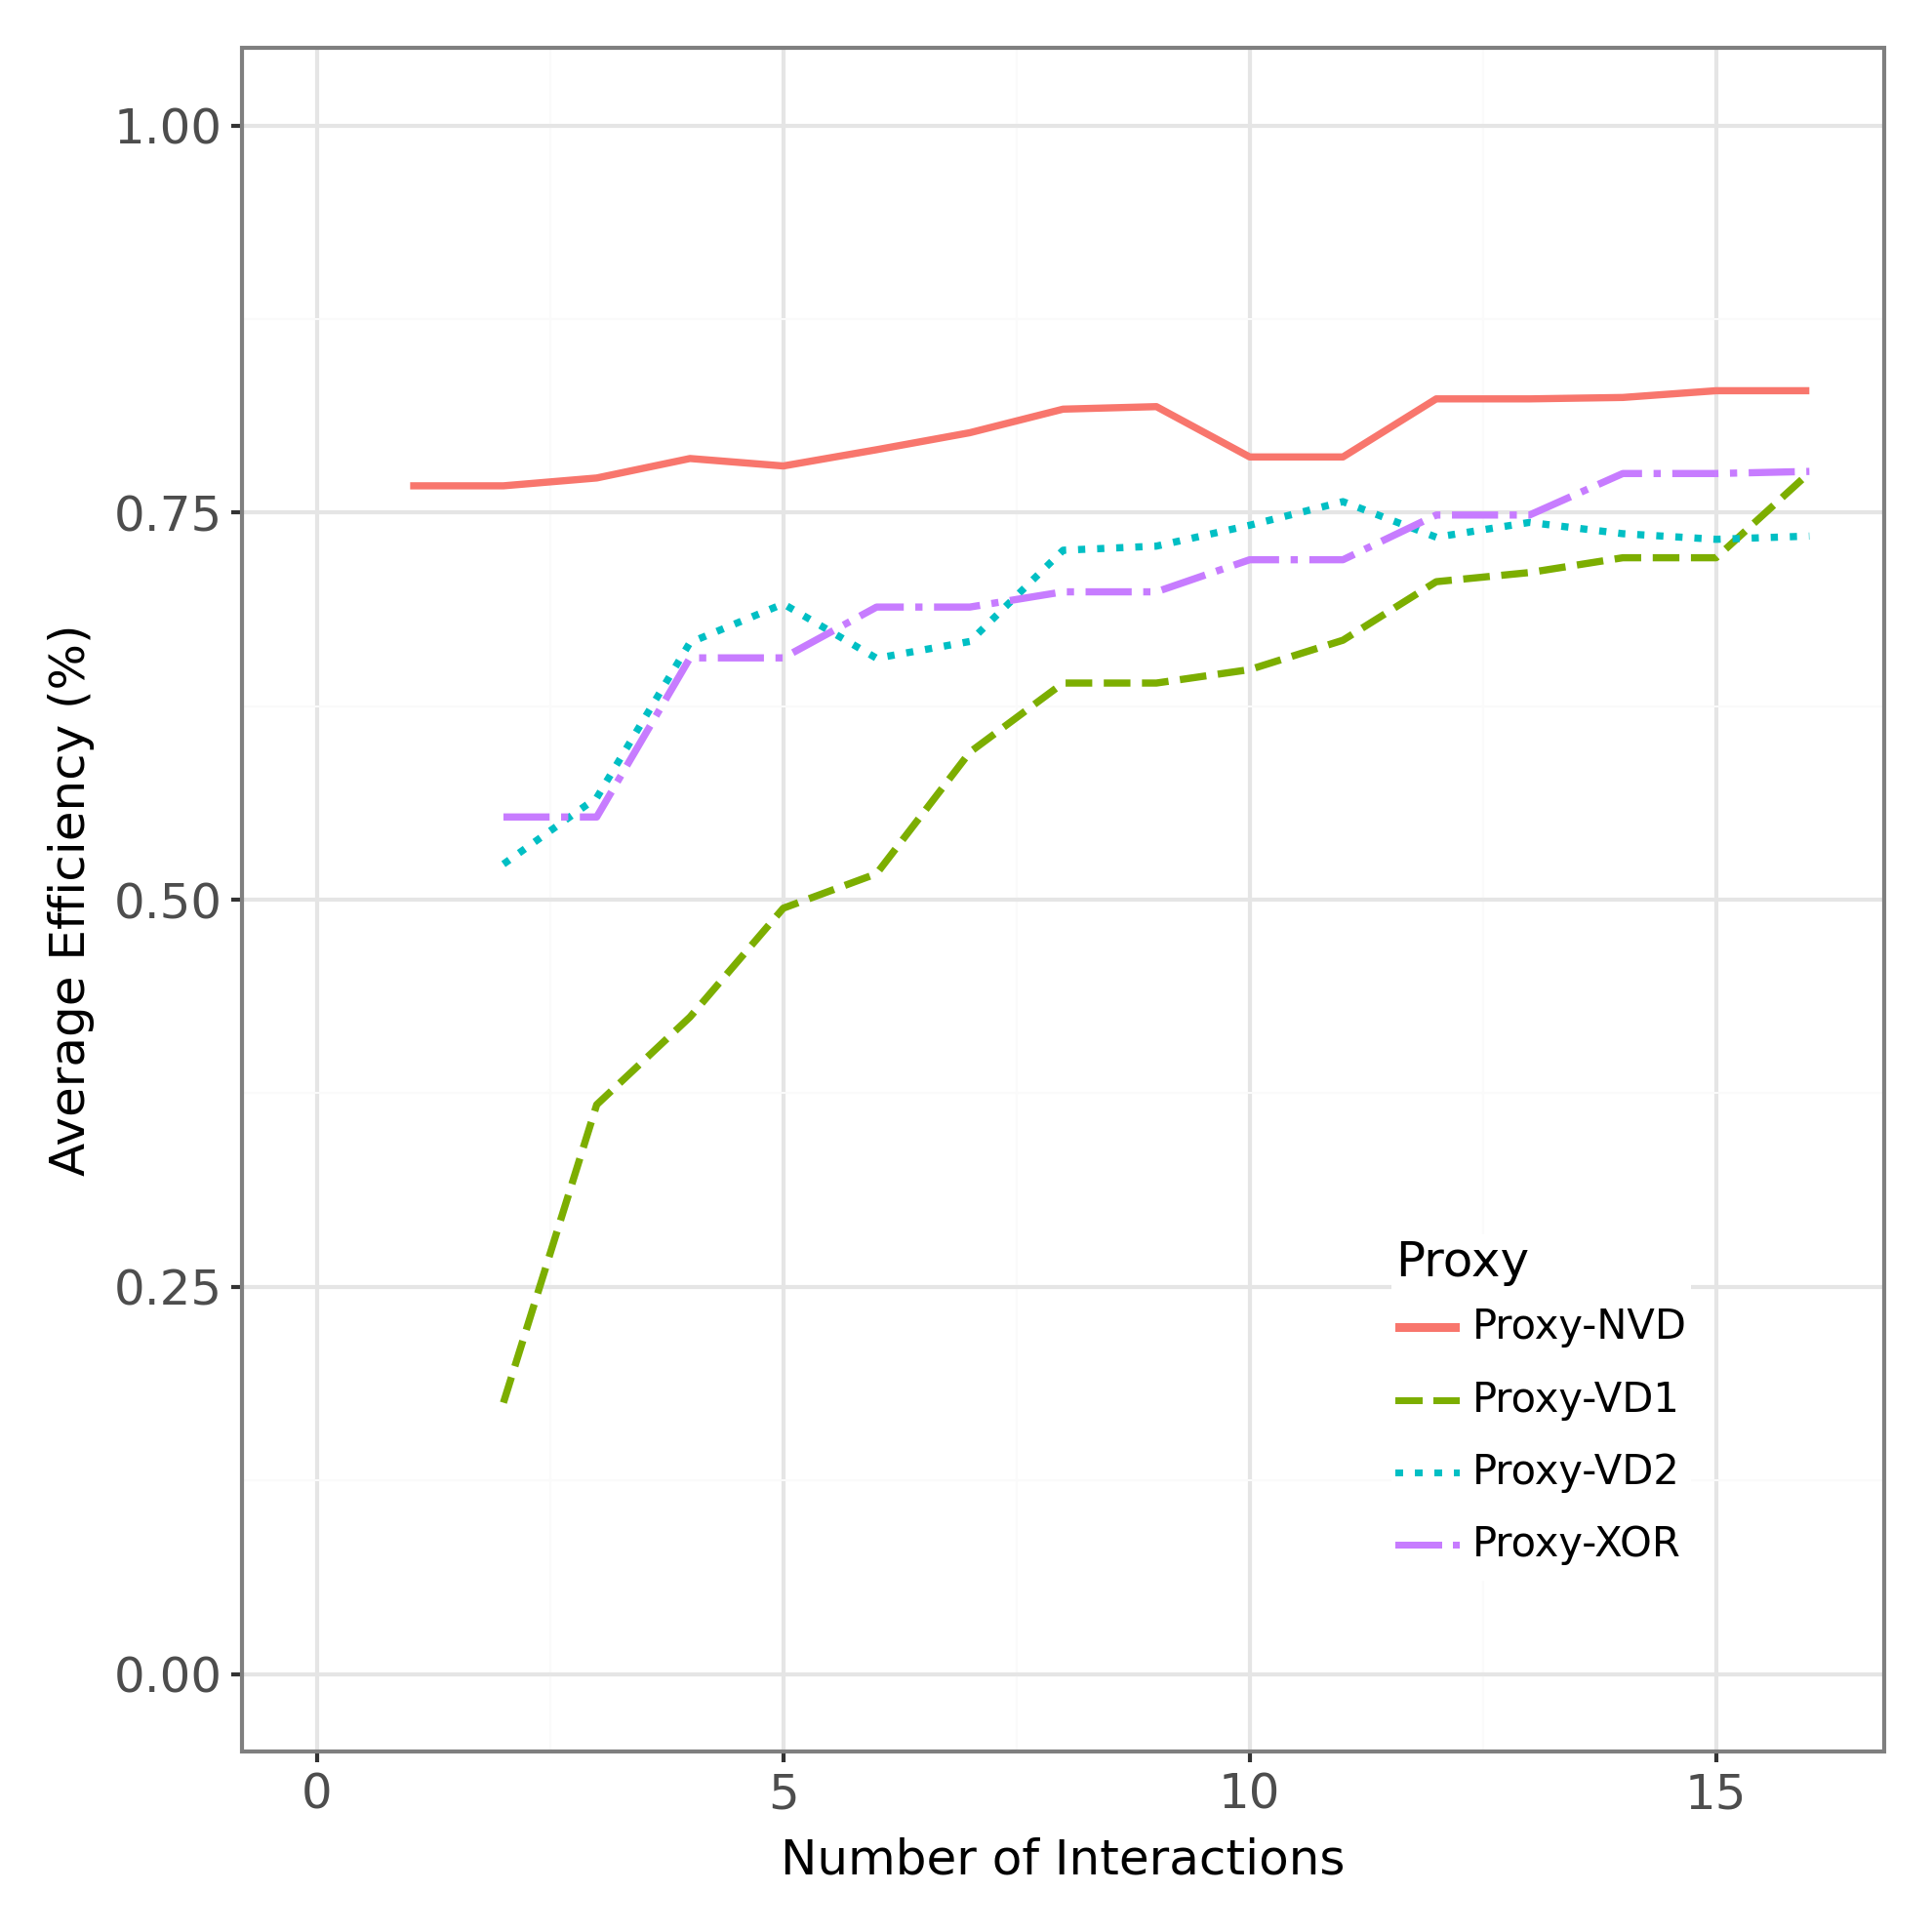 1.00
0.75
0.50
0.25
0.00
Average Efficiency (%)
0
5
10
15
Number of Interactions
Proxy
Proxy-NVD
Proxy-VD1
Proxy-VD2
Proxy-XOR